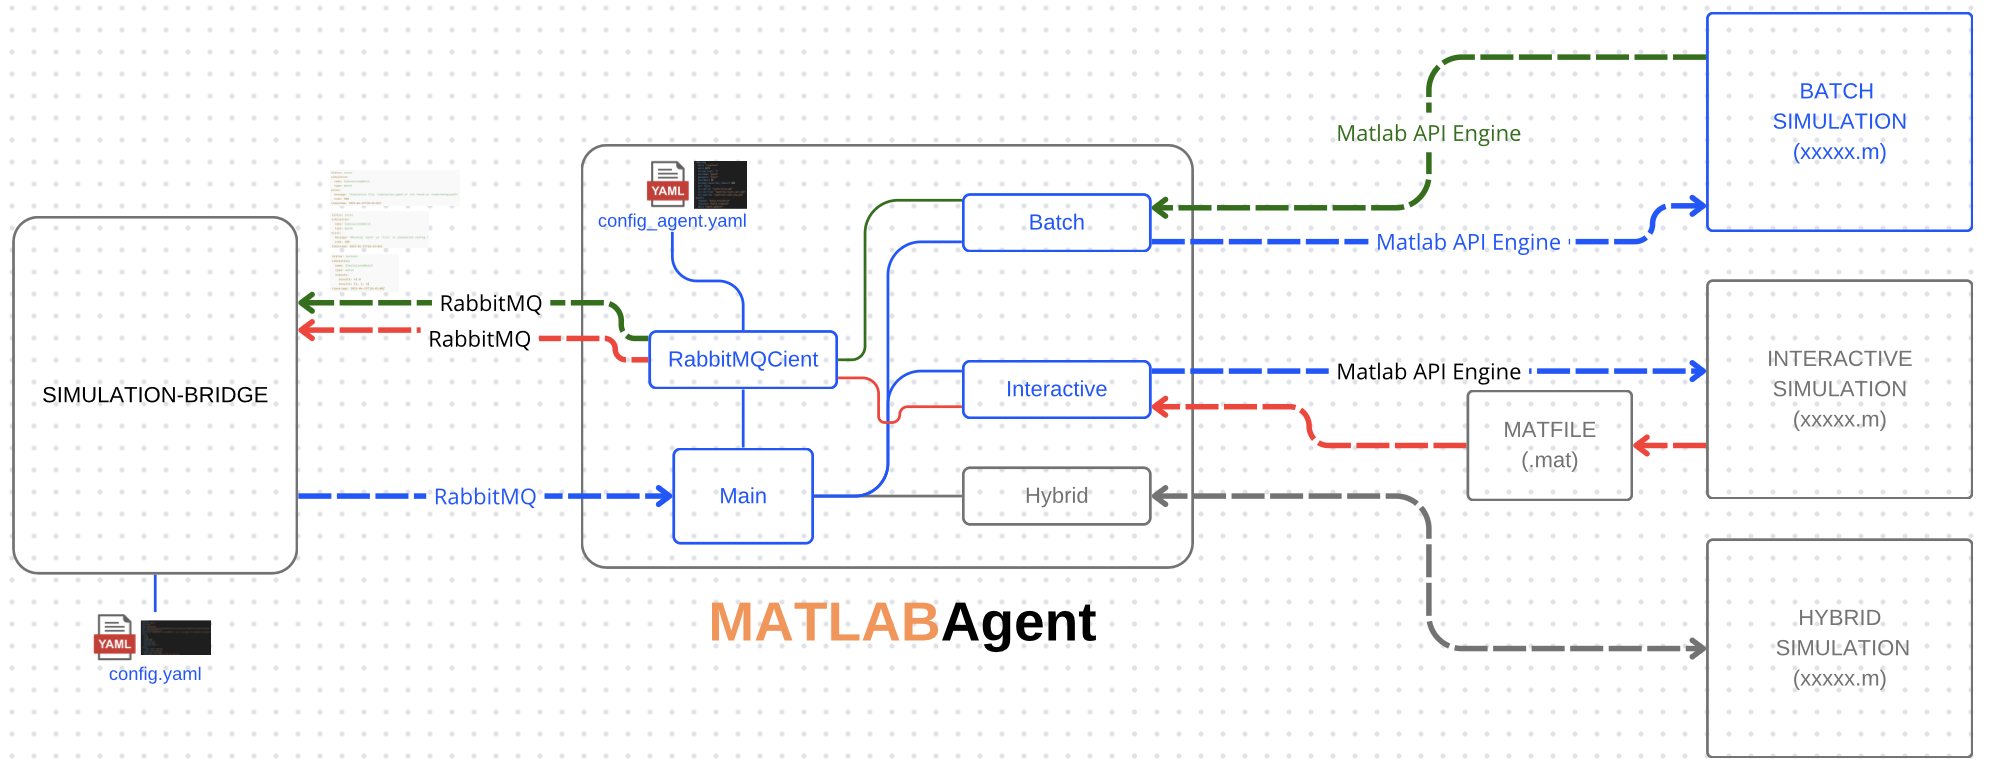 SIMULATION-BRIDGE
YAML
config.yaml
RabbitMQ
RabbitMQ
RabbitMQ
YAML
config_agent.yaml
RabbitMQCient
Main
Batch
Interactive
Hybrid
MATLABAgent
Matlab API Engine
Matlab API Engine
Matlab API Engine
MATFILE
(.mat)
BATCH
SIMULATION
(xxxxx.m)
INTERACTIVE
SIMULATION
(xxxxx.m)
HYBRID
SIMULATION
(xxxxx.m)